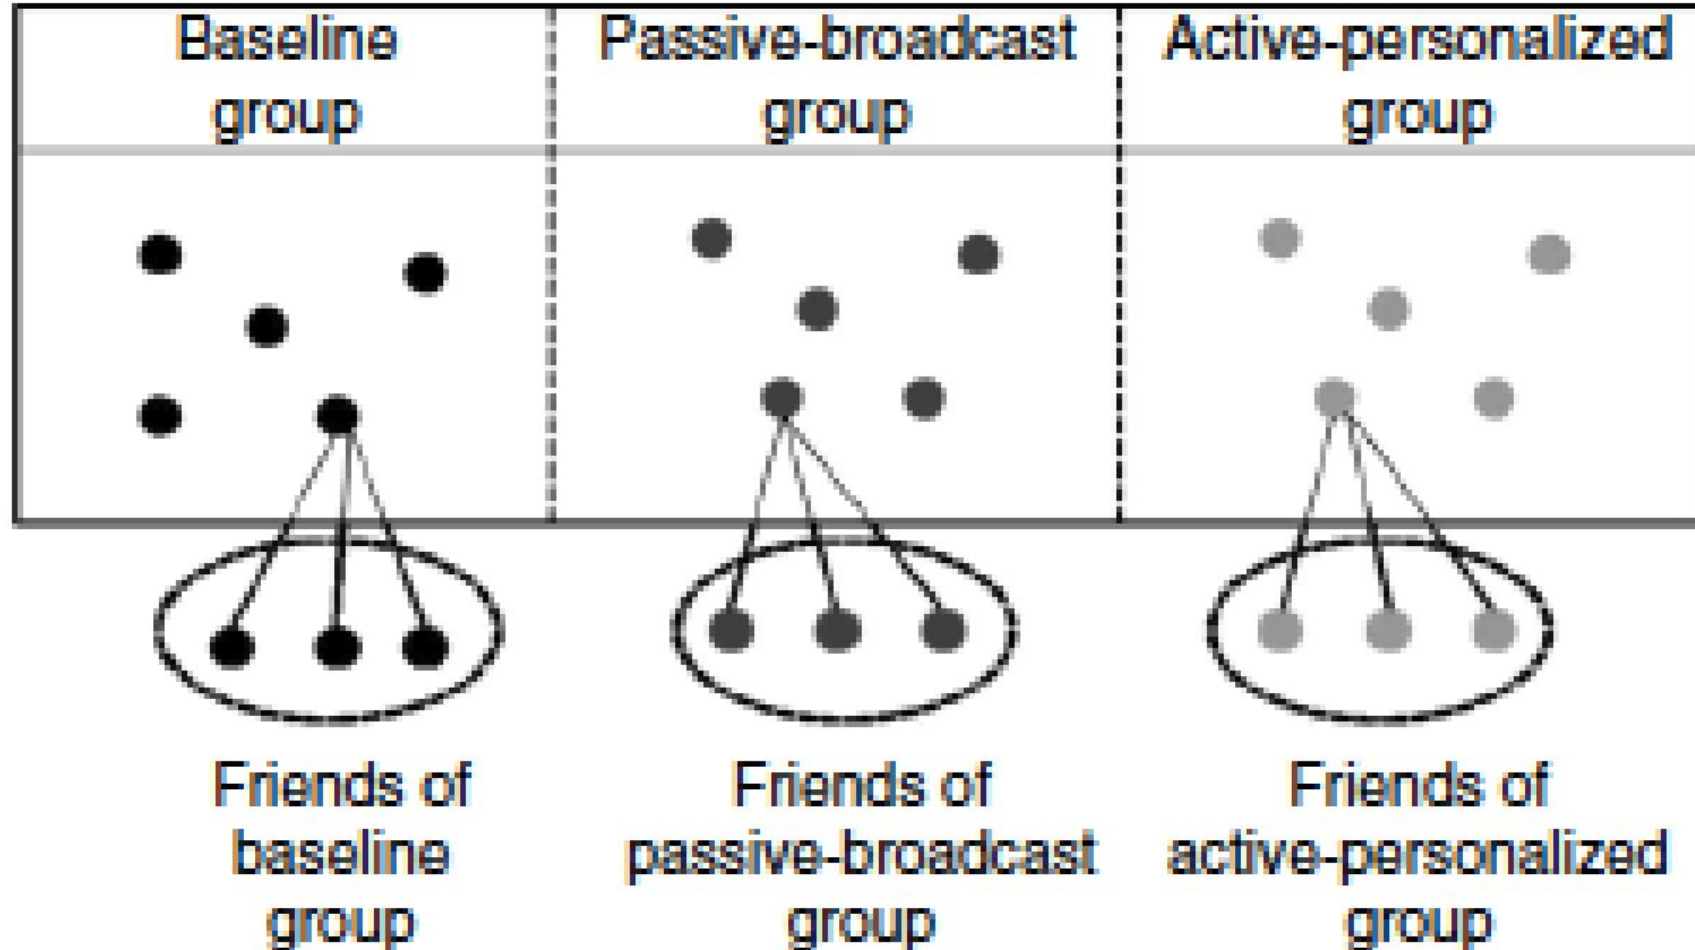 Baseline
group
Passive-broadcast
group
Active-personalized
group
Friends of
baseline
group
Friends of
passive-broadcast
group
Friends of
active-personalized
group